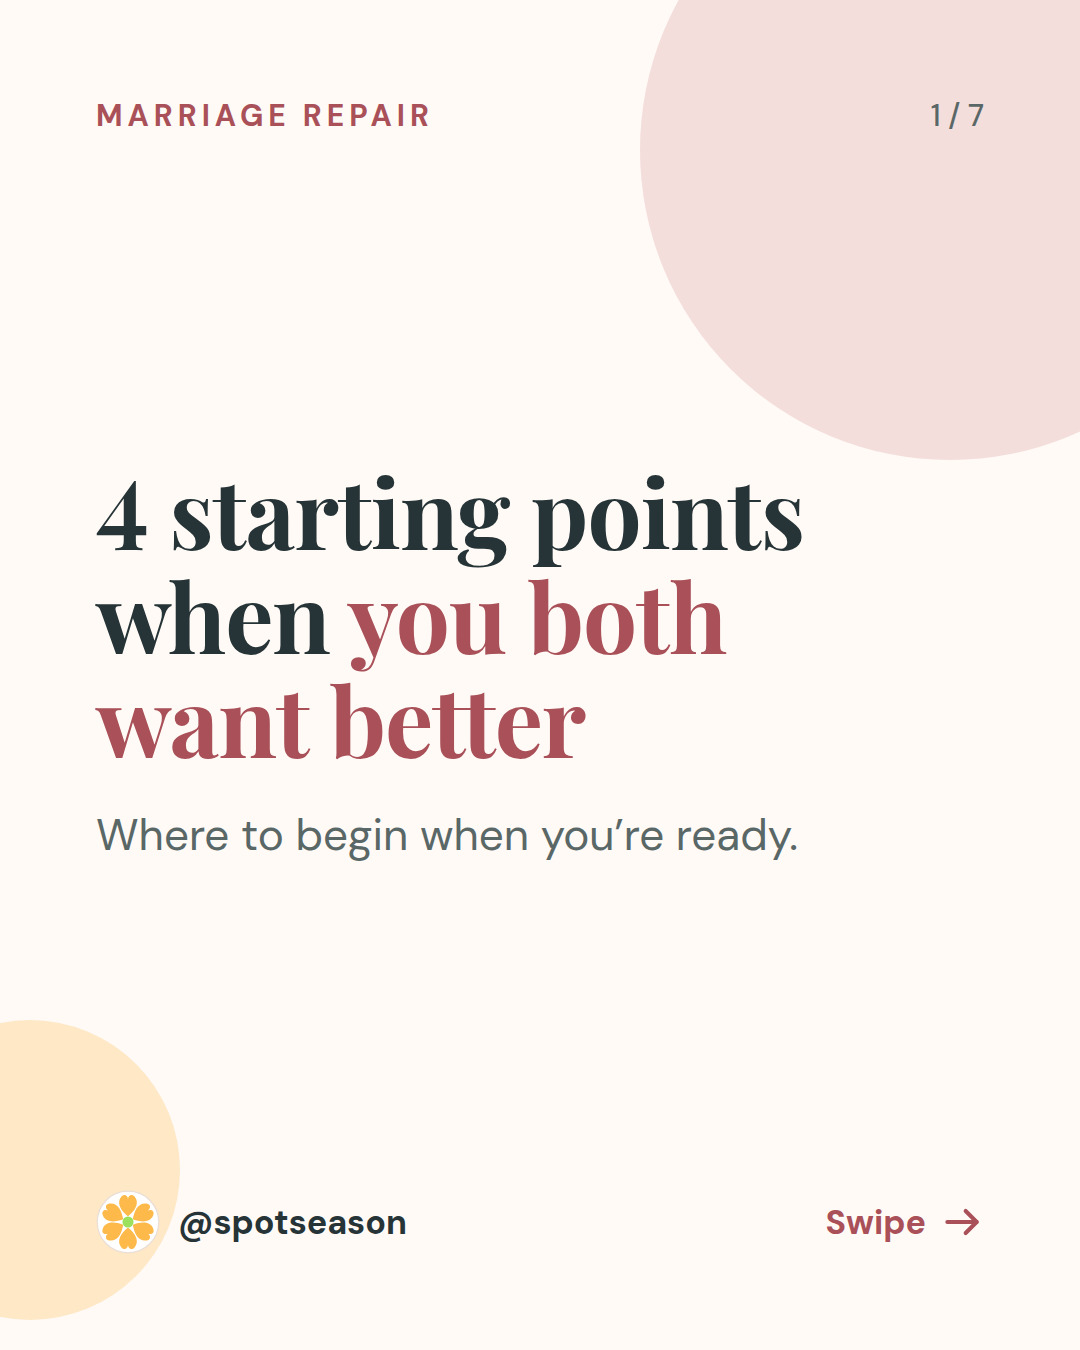 MARRIAGE REPAIR
1 / 7
4 starting points
when you both
want better
Where to begin when you’re ready.
@spotseason
Swipe →